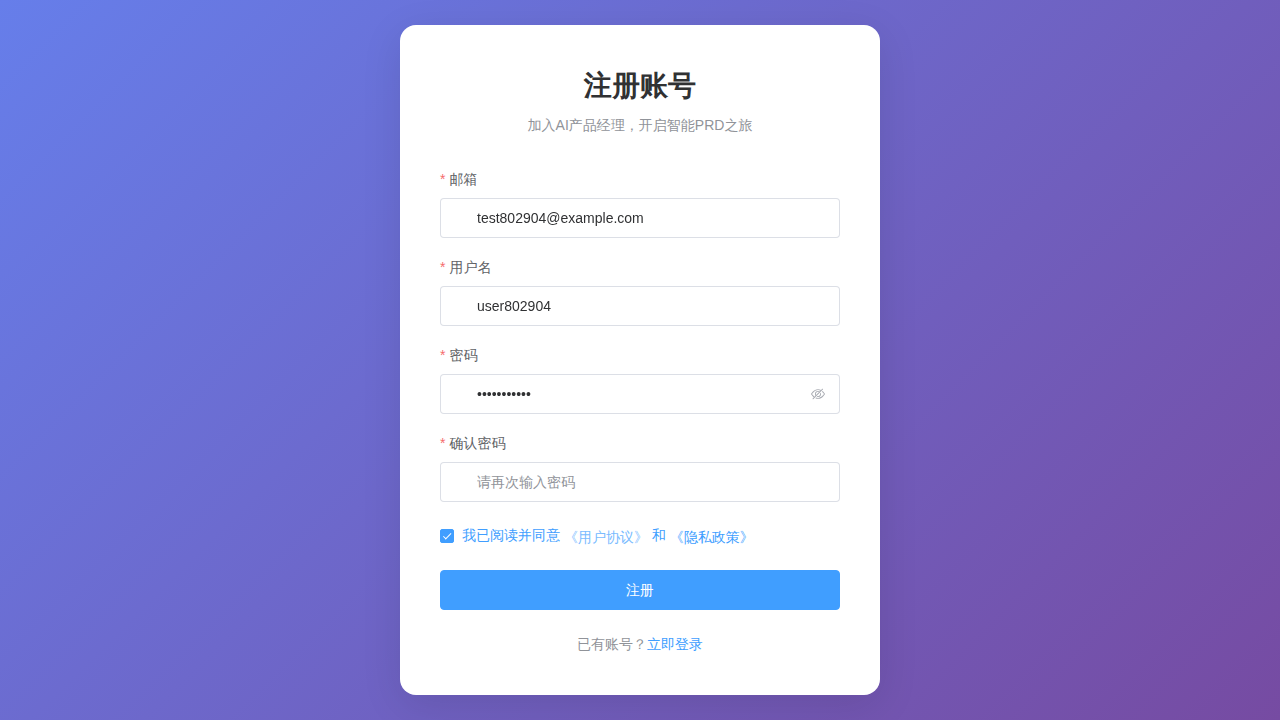 注册账号
加入AI产品经理，开启智能PRD之旅
* 邮箱
test802904@example.com
* 用户名
user802904
* 密码
•••••••••••
* 确认密码
请再次输入密码
我已阅读并同意 《用户协议》 和 《隐私政策》
注册
已有账号？立即登录